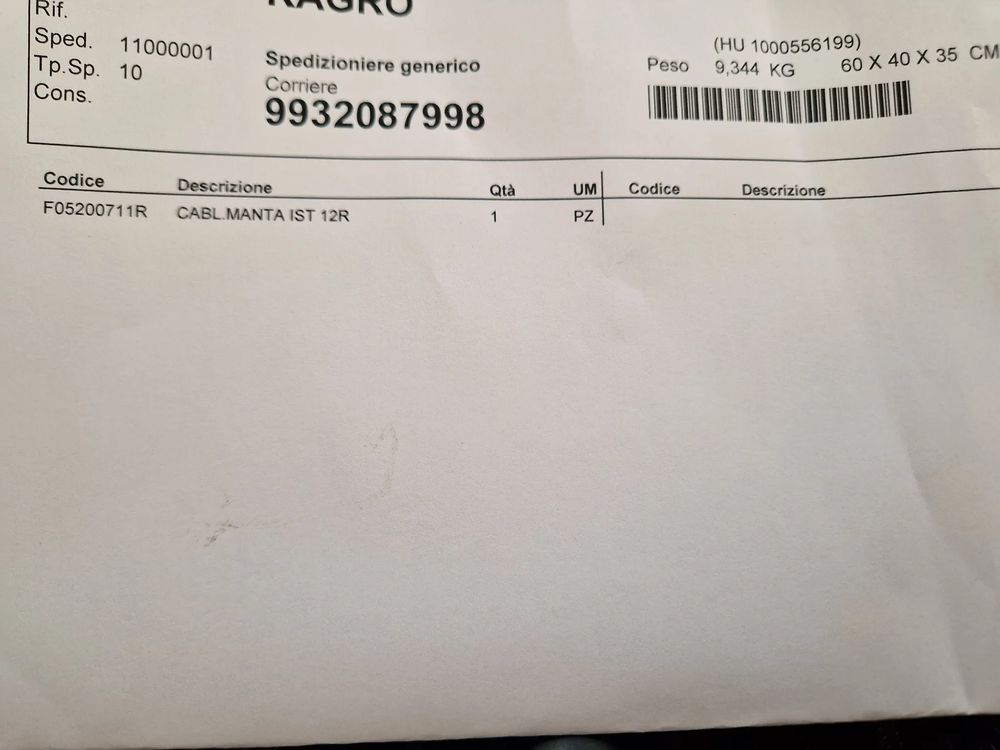 Rif.
Sped. 11000001
Tp.Sp. 10
Cons.
Spedizioniere generico
Corriere
9932087998
(HU 1000556199)
Peso 9,344 KG 60 X 40 X 35 CM
Codice Descrizione Qtà UM Codice Descrizione
F05200711R CABL.MANTA IST 12R 1 PZ